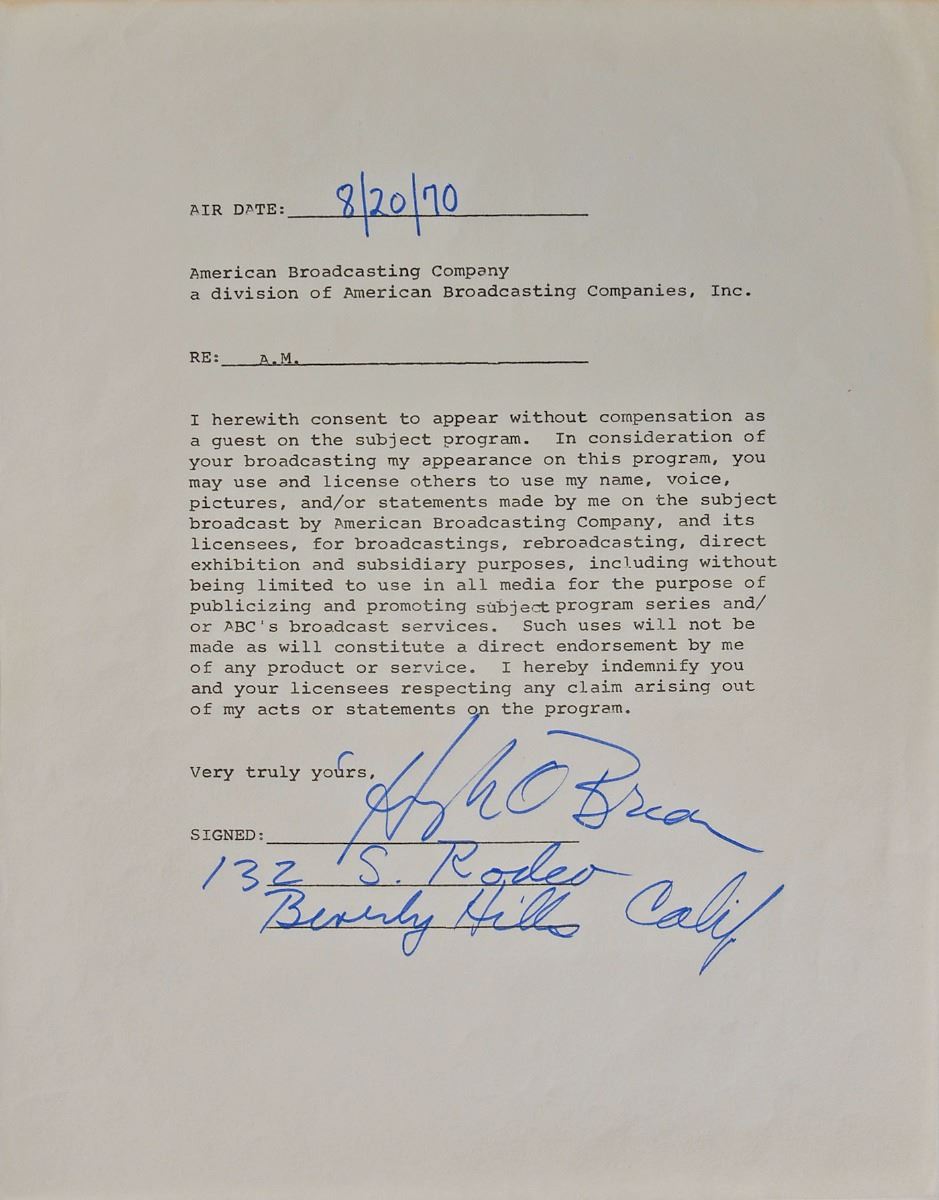 AIR DATE: 8/20/70
American Broadcasting Company
a division of American Broadcasting Companies, Inc.
RE: A.M.
I herewith consent to appear without compensation as
a guest on the subject program. In consideration of
your broadcasting my appearance on this program, you
may use and license others to use my name, voice,
pictures, and/or statements made by me on the subject
broadcast by American Broadcasting Company, and its
licensees, for broadcastings, rebroadcasting, direct
exhibition and subsidiary purposes, including without
being limited to use in all media for the purpose of
publicizing and promoting subject program series and/
or ABC's broadcast services. Such uses will not be
made as will constitute a direct endorsement by me
of any product or service. I hereby indemnify you
and your licensees respecting any claim arising out
of my acts or statements on the program.
Very truly yours,
SIGNED: Hugh O'Brian
132 S. Rodeo
Beverly Hills Calif